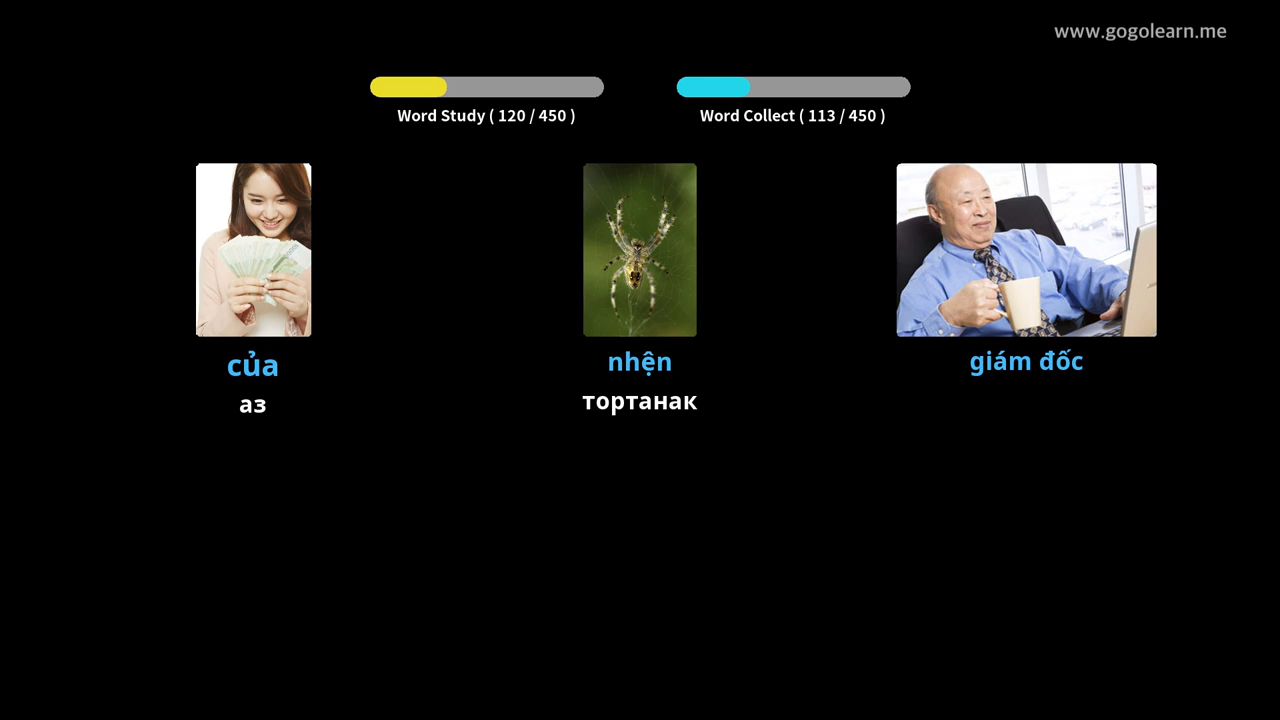 www.gogolearn.me
Word Study ( 120 / 450 )
Word Collect ( 113 / 450 )
của
nhện
giám đốc
аз
тортанак